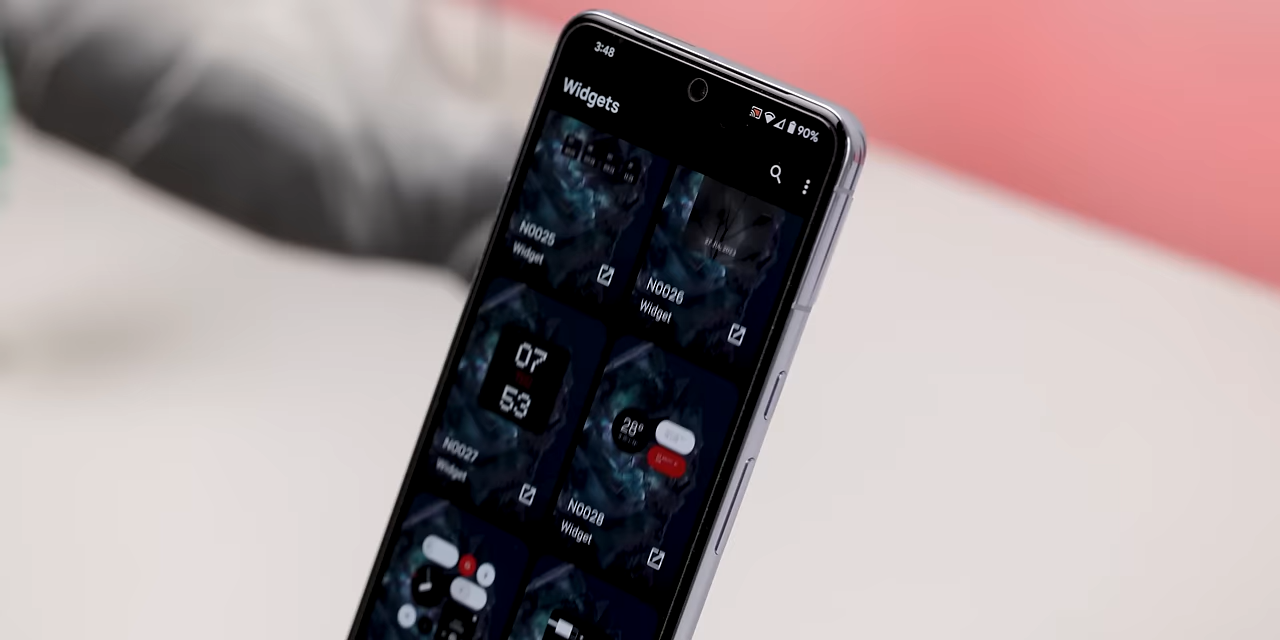 3:48
90%
Widgets
N0025
Widget
N0026
Widget
07
53
N0027
Widget
28°
N0028
Widget